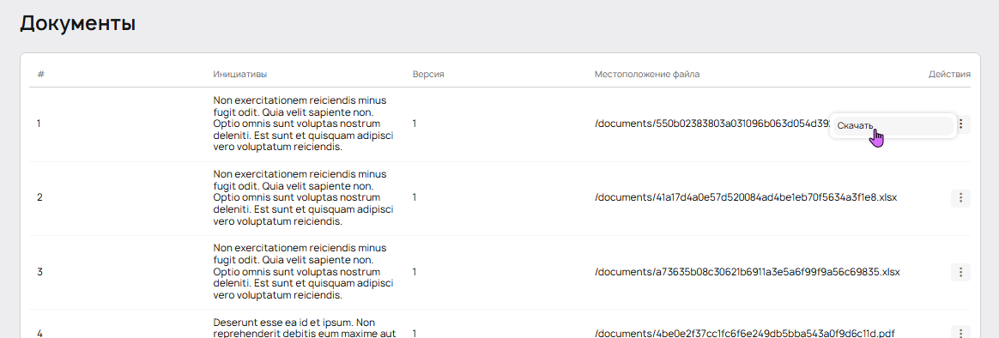 Документы
# Инициативы Версия Местоположение файла Действия
Non exercitationem reiciendis minus
fugit odit. Quia velit sapiente non.
Optio omnis sunt voluptas nostrum
deleniti. Est sunt et quisquam adipisci
vero voluptatum reiciendis.
1
1
/documents/550b02383803a031096b063d054d39
Скачать
Non exercitationem reiciendis minus
fugit odit. Quia velit sapiente non.
Optio omnis sunt voluptas nostrum
deleniti. Est sunt et quisquam adipisci
vero voluptatum reiciendis.
2
1
/documents/41a17d4a0e57d520084ad4be1eb70f5634a3f1e8.xlsx
Non exercitationem reiciendis minus
fugit odit. Quia velit sapiente non.
Optio omnis sunt voluptas nostrum
deleniti. Est sunt et quisquam adipisci
vero voluptatum reiciendis.
3
1
/documents/a73635b08c30621b6911a3e5a6f99f9a56c69835.xlsx
Deserunt esse ea id et ipsum. Non
reprehenderit debitis eum maxime aut
4
1
/documents/4be0e2f37cc1fc6f6e249db5bba543a0f9d6c11d.pdf